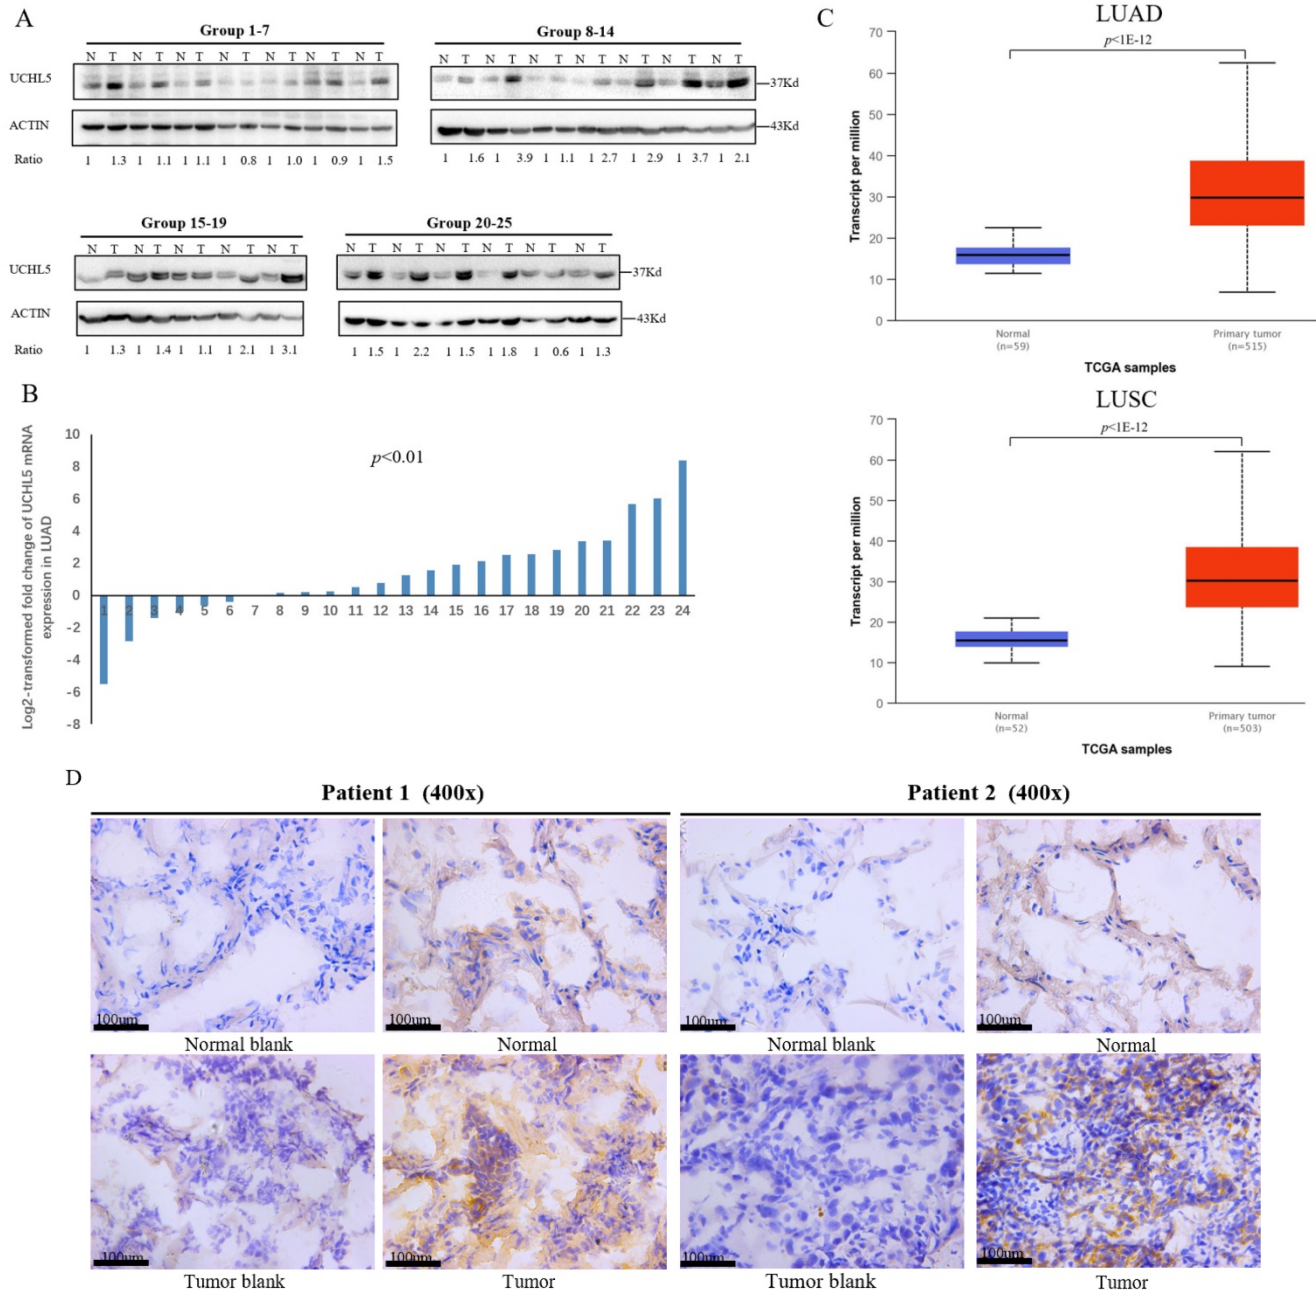 A
Group 1-7
N T N T N T N T N T N T N T
UCHL5
ACTIN
Ratio 1 1.3 1 1.1 1 1.1 1 0.8 1 1.0 1 0.9 1 1.5
Group 8-14
N T N T N T N T N T N T N T
37Kd
43Kd
1 1.6 1 3.9 1 1.1 1 2.7 1 2.9 1 3.7 1 2.1
Group 15-19
N T N T N T N T N T
UCHL5
ACTIN
Ratio 1 1.3 1 1.4 1 1.1 1 2.1 1 3.1
Group 20-25
N T N T N T N T N T N T
37Kd
43Kd
1 1.5 1 2.2 1 1.5 1 1.8 1 0.6 1 1.3
B
Log2-transformed fold change of UCHL5 mRNA
expression in LUAD
10
8
6
4
2
0
-2
-4
-6
-8
p<0.01
1 2 3 4 5 6 7 8 9 10 11 12 13 14 15 16 17 18 19 20 21 22 23 24
C
LUAD
p<1E-12
Transcript per million
70
60
50
40
30
20
10
0
Normal
(n=59)
Primary tumor
(n=515)
TCGA samples
LUSC
p<1E-12
Transcript per million
70
60
50
40
30
20
10
0
Normal
(n=52)
Primary tumor
(n=503)
TCGA samples
D
Patient 1 (400x)
Patient 2 (400x)
100um
100um
100um
100um
Normal blank
Normal
Normal blank
Normal
100um
100um
100um
100um
Tumor blank
Tumor
Tumor blank
Tumor